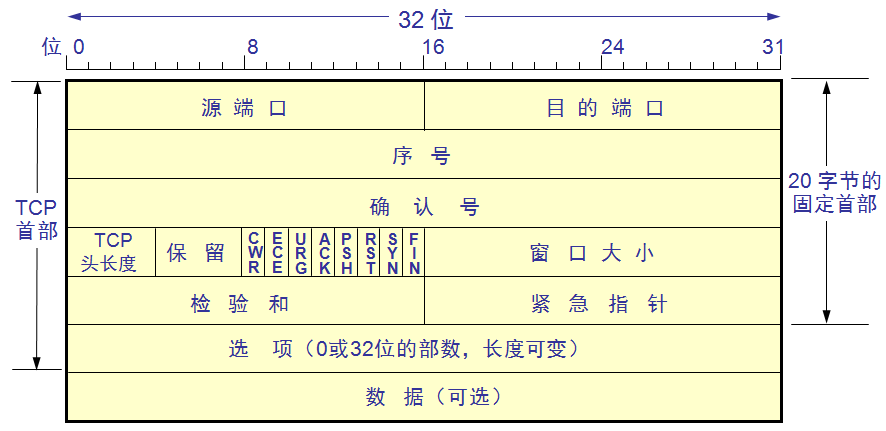 32 位
位 0 8 16 24 31
源 端 口
目 的 端 口
序 号
确 认 号
TCP
头长度
保 留
CWR
ECE
URG
ACK
PSH
RST
SYN
FIN
窗 口 大 小
检 验 和
紧 急 指 针
选 项（0或32位的部数，长度可变）
数 据（可选）
TCP
首部
20 字节的
固定首部